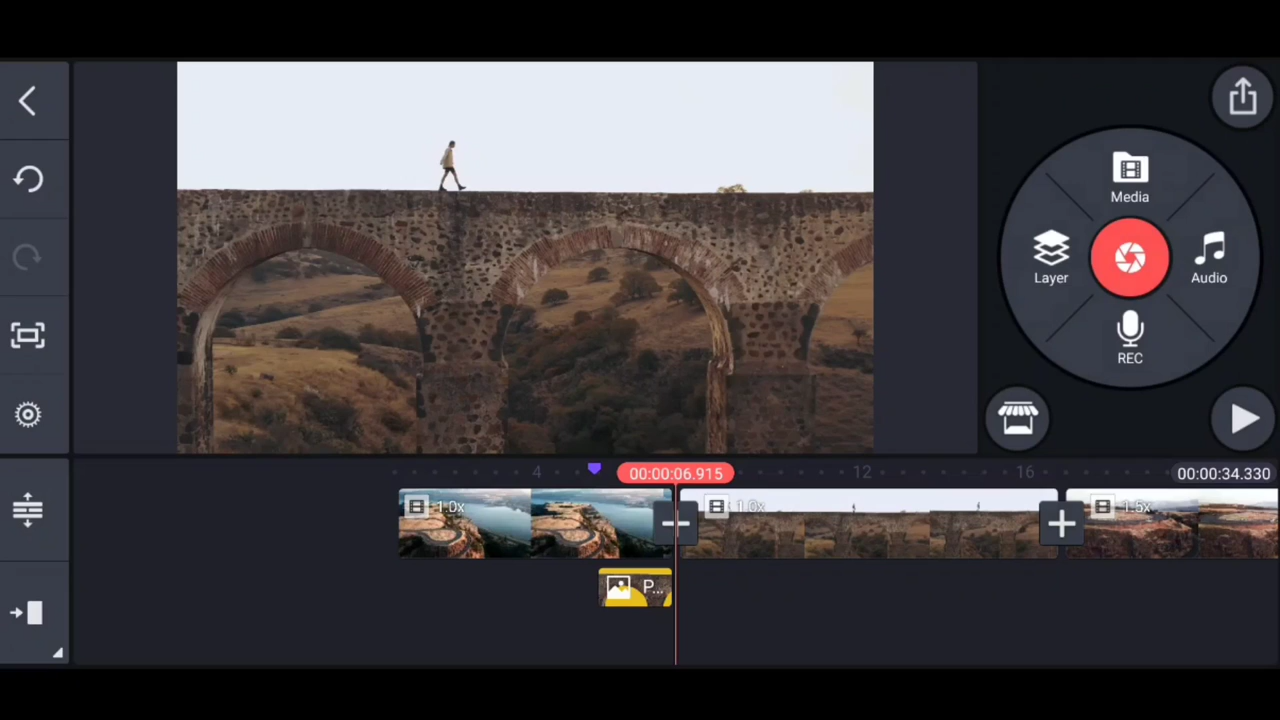 Media
Layer
Audio
REC
4
00:00:06.915
12
16
00:00:34.330
1.0x
1.0x
1.5x
P...